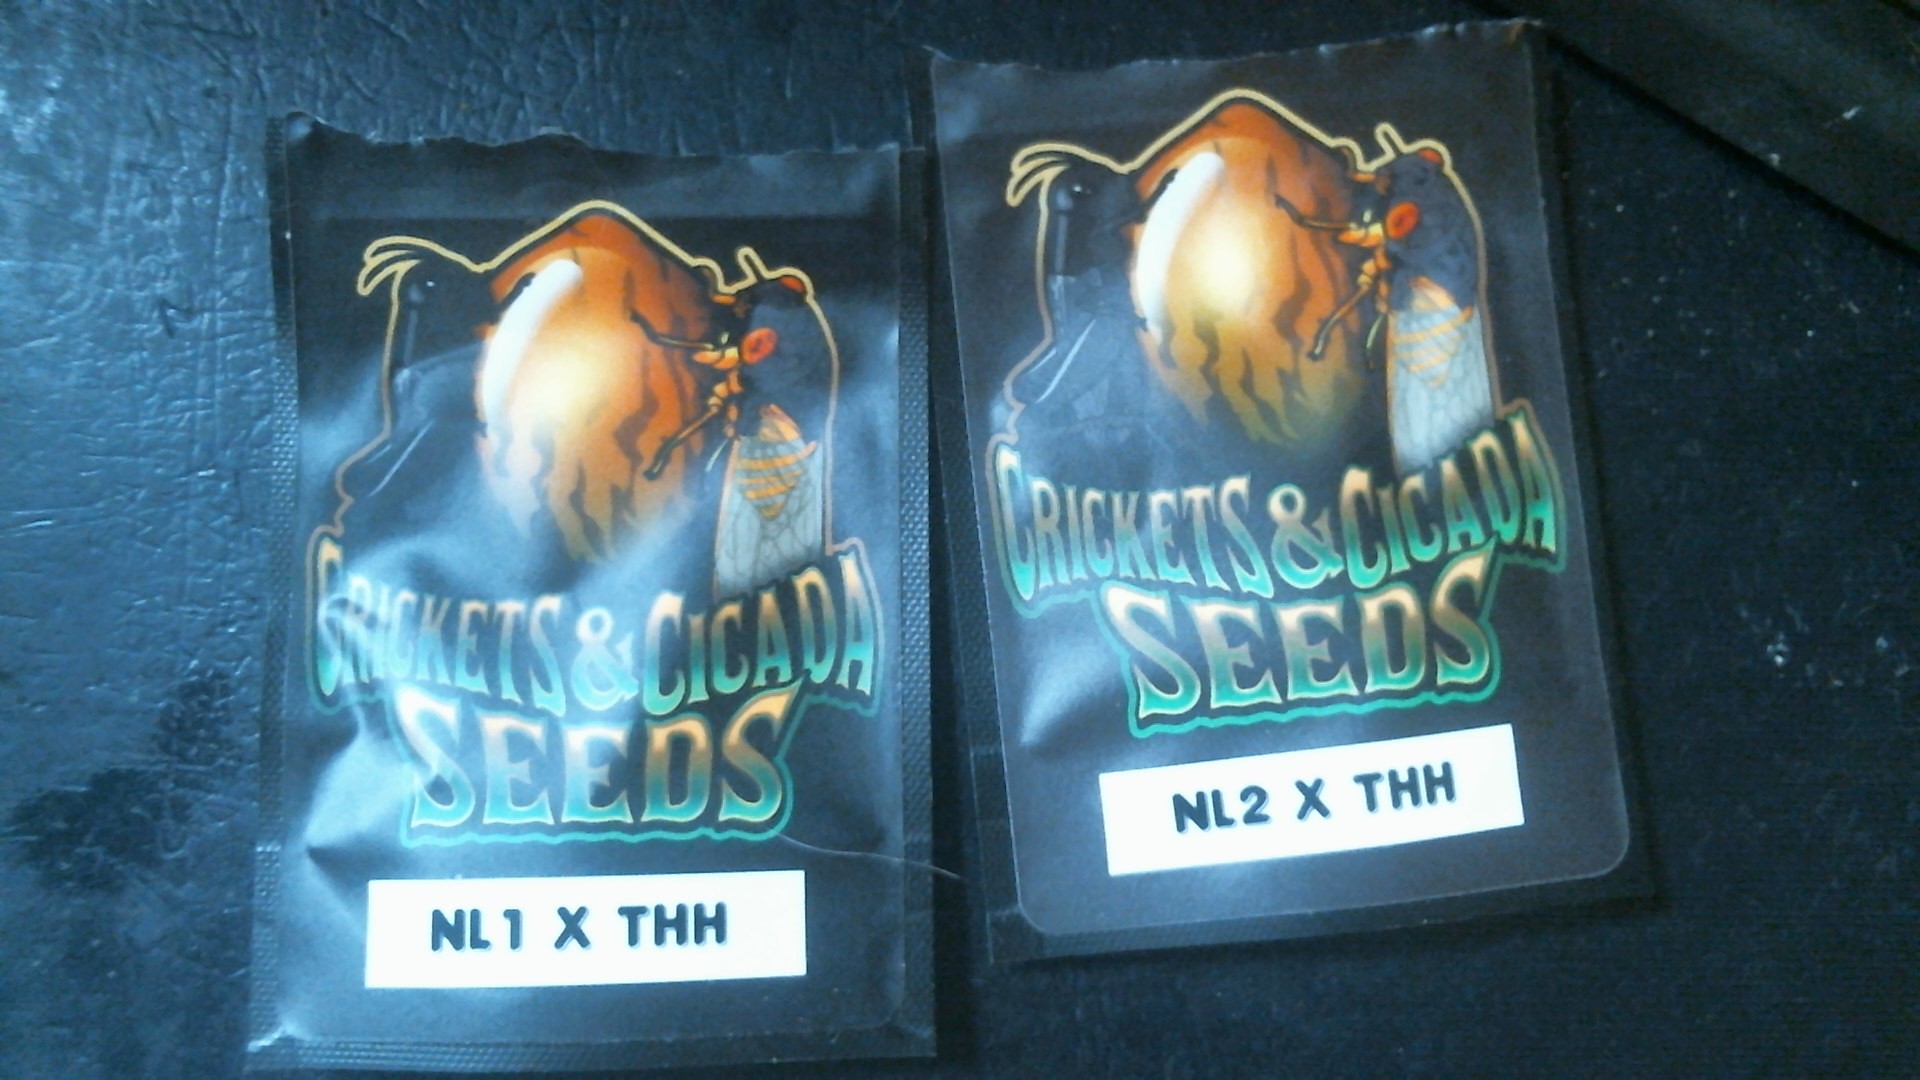 CRICKETS & CICADA
SEEDS
NL1 X THH
CRICKETS & CICADA
SEEDS
NL2 X THH